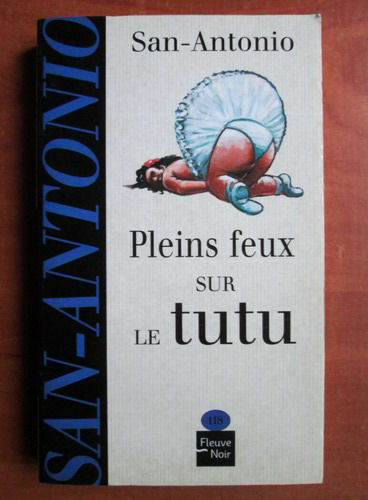 SAN-ANTONIO
San-Antonio
Pleins feux
SUR
LE tutu
118
Fleuve
Noir